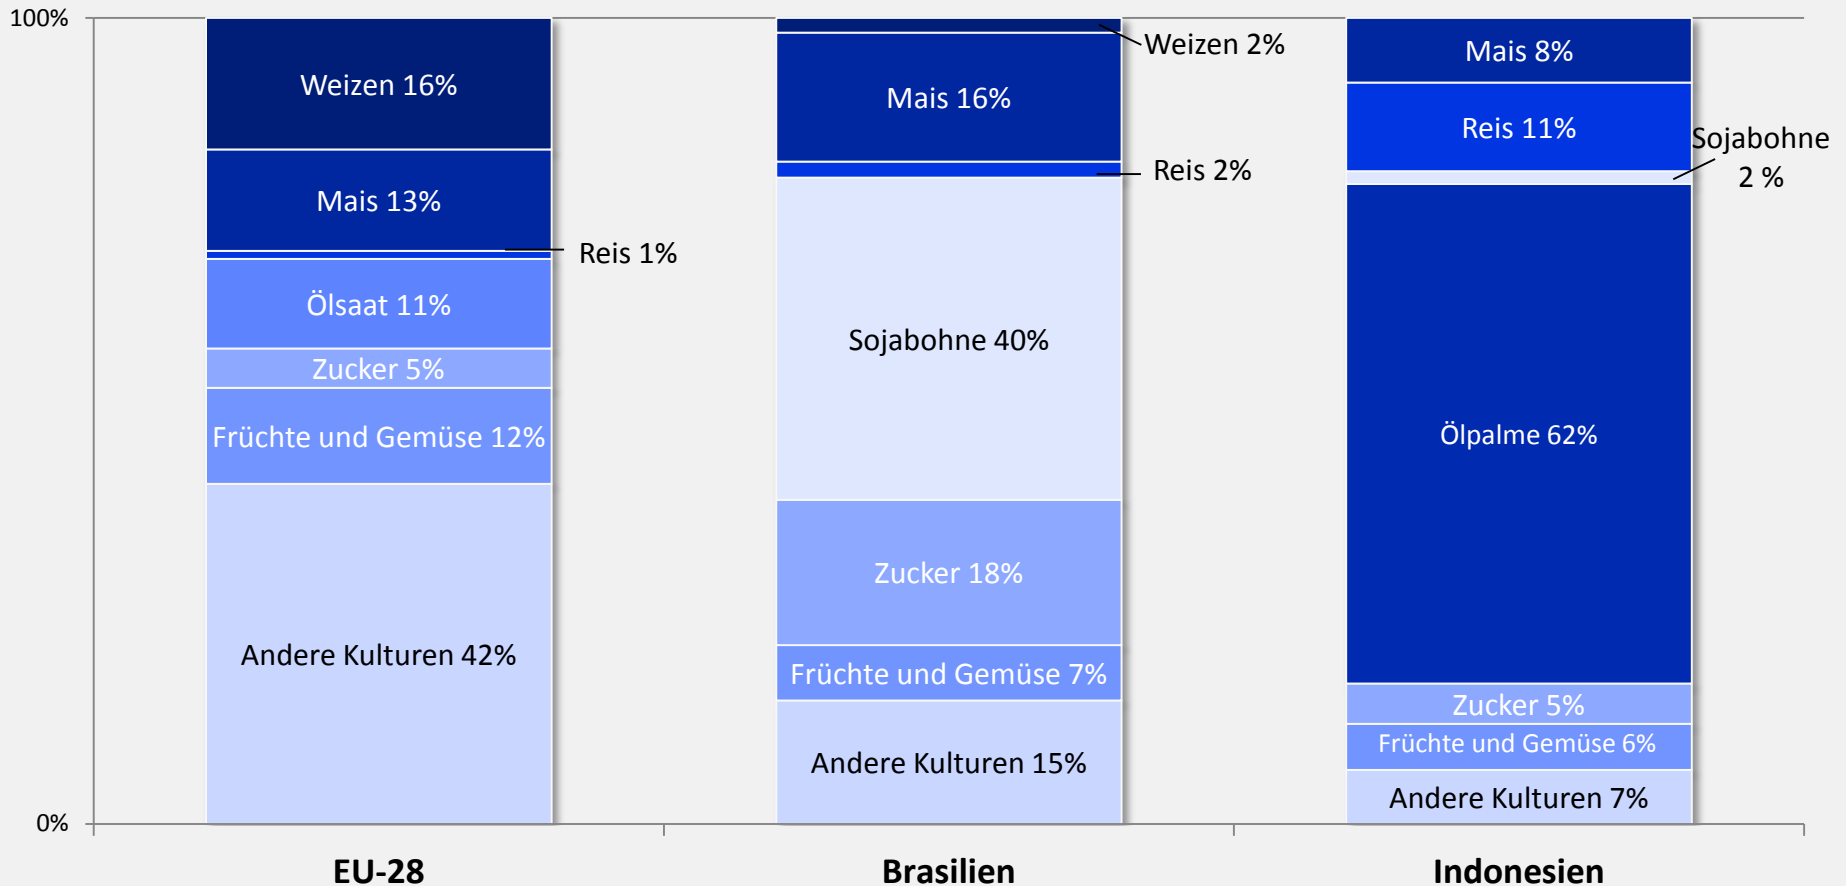 100%
Weizen 16%
Mais 13%
Reis 1%
Ölsaat 11%
Zucker 5%
Früchte und Gemüse 12%
Andere Kulturen 42%
Weizen 2%
Mais 16%
Reis 2%
Sojabohne 40%
Zucker 18%
Früchte und Gemüse 7%
Andere Kulturen 15%
Mais 8%
Reis 11%
Sojabohne
2 %
Ölpalme 62%
Zucker 5%
Früchte und Gemüse 6%
Andere Kulturen 7%
0%
EU-28
Brasilien
Indonesien